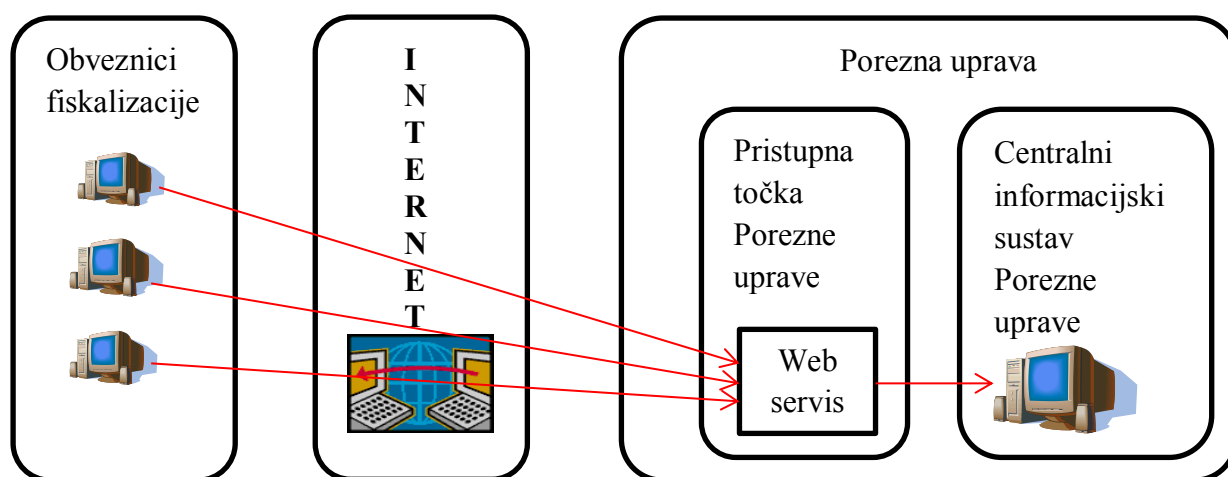 Obveznici
fiskalizacije
I
N
T
E
R
N
E
T
Porezna uprava
Pristupna
točka
Porezne
uprave
Web
servis
Centralni
informacijski
sustav
Porezne
uprave